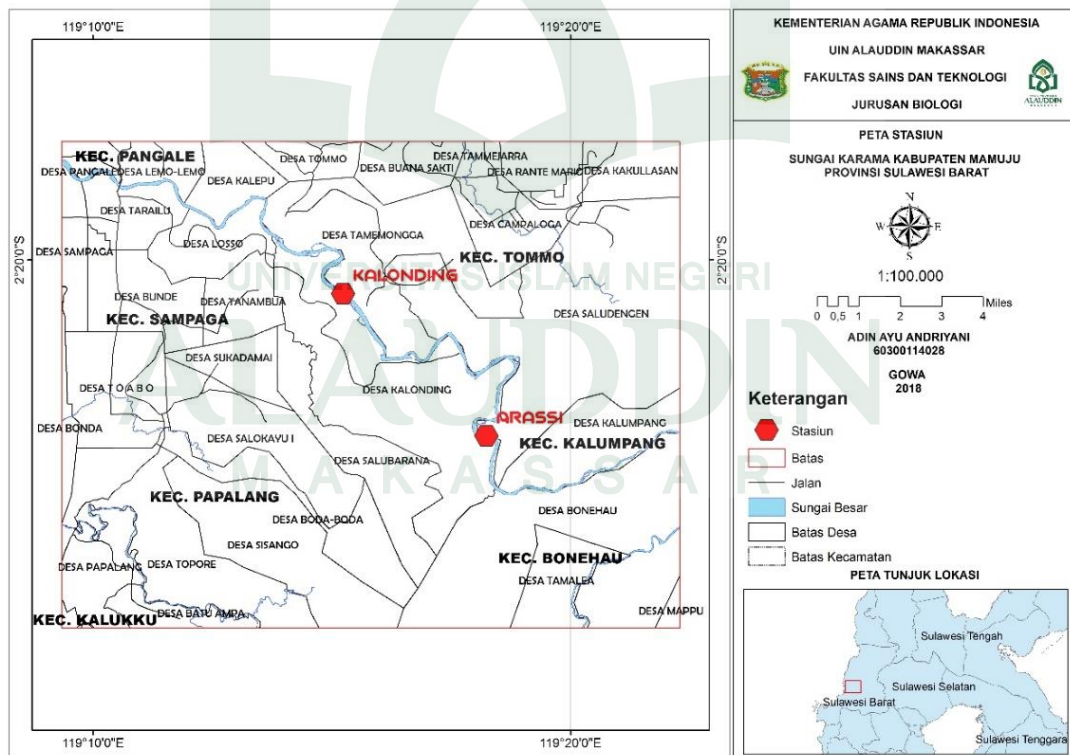 119°10'0"E
119°20'0"E
2°20'0"S
2°20'0"S
KEC. PANGALE
DESA PANGALE
DESA LEMO-LEMO
DESA KALEPU
DESA TOMMO
DESA BUANA SAKTI
DESA TAMMEJARRA
DESA RANTE MARIO
DESA KAKULLASAN
DESA TARAILU
DESA LOSSO
DESA TAMEMONGGA
DESA CAMPALOGA
DESA SAMPAGA
KEC. TOMMO
KALONDING
UNIVERSITAS ISLAM NEGERI
DESA BUNDE
DESA TANAMBUA
DESA SALUDENGEN
KEC. SAMPAGA
ALAUDDIN
DESA SUKADAMAI
DESA T O A B O
DESA KALONDING
ARASSI
DESA BONDA
DESA SALOKAYU I
DESA KALUMPANG
KEC. KALUMPANG
DESA SALUBARANA
M A K A S S A R
KEC. PAPALANG
DESA BODA-BODA
DESA BONEHAU
DESA SISANGO
KEC. BONEHAU
DESA PAPALANG
DESA TOPORE
DESA TAMALEA
DESA BATU AMPA
DESA MAPPU
KEC. KALUKKU
119°10'0"E
119°20'0"E
KEMENTERIAN AGAMA REPUBLIK INDONESIA
UIN ALAUDDIN MAKASSAR
FAKULTAS SAINS DAN TEKNOLOGI
JURUSAN BIOLOGI
ALAUDDIN
PETA STASIUN
SUNGAI KARAMA KABUPATEN MAMUJU
PROVINSI SULAWESI BARAT
N
W E
S
1:100.000
0 0,5 1 2 3 4
Miles
ADIN AYU ANDRIYANI
60300114028
GOWA
2018
Keterangan
Stasiun
Batas
Jalan
Sungai Besar
Batas Desa
Batas Kecamatan
PETA TUNJUK LOKASI
Sulawesi Tengah
Sulawesi Selatan
Sulawesi Barat
Sulawesi Tenggara